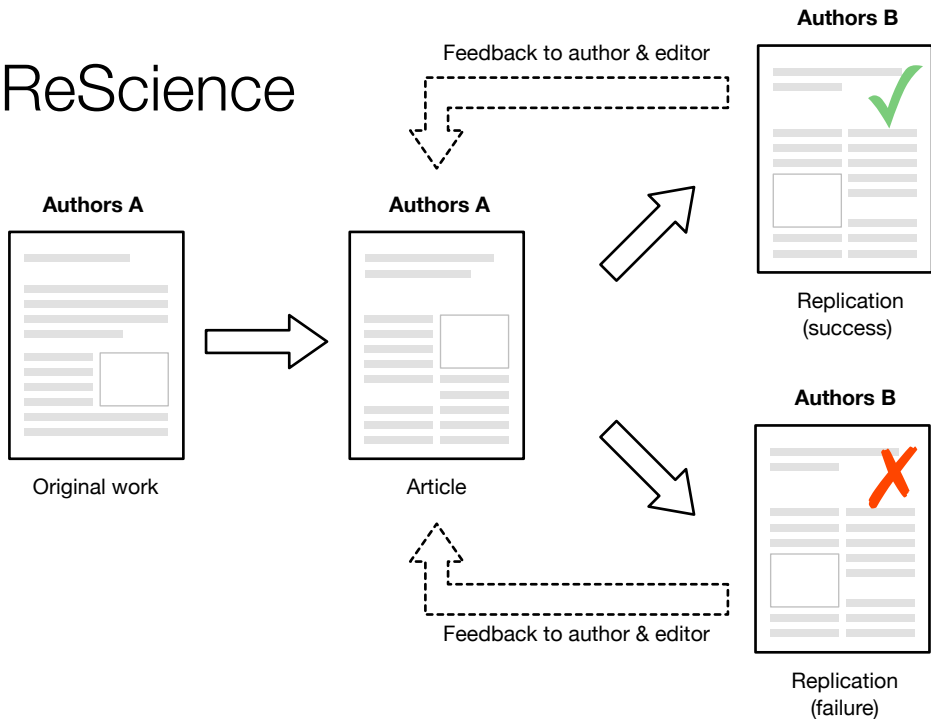 ReScience
Authors A
Original work
Authors A
Article
Feedback to author & editor
Authors B
Replication
(success)
Authors B
Replication
(failure)
Feedback to author & editor